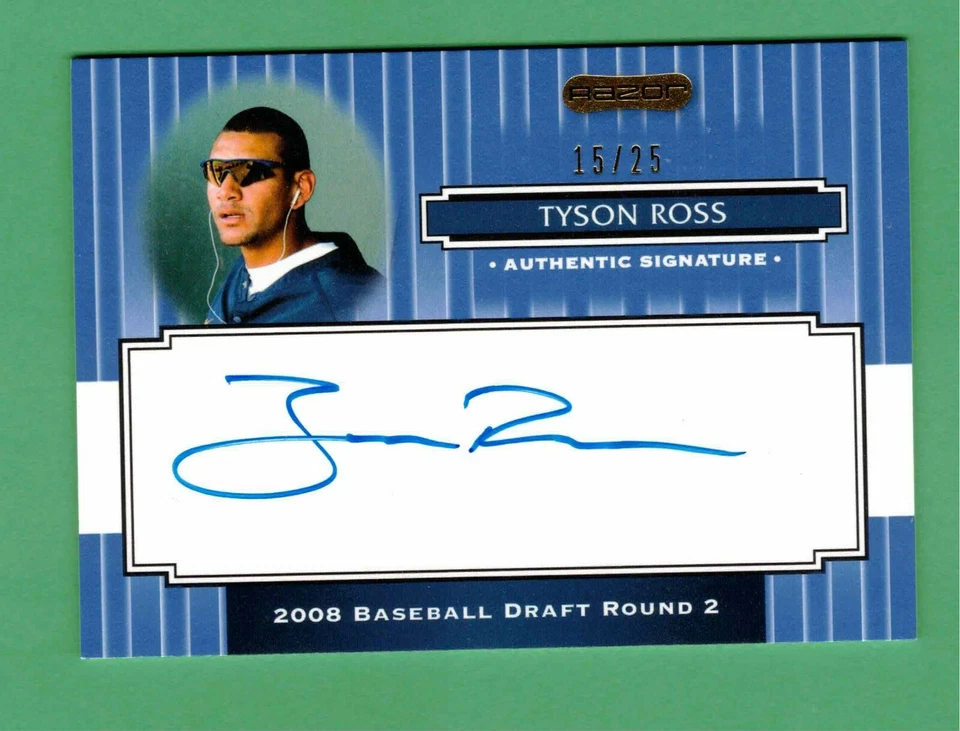 Razor
15/25
TYSON ROSS
• AUTHENTIC SIGNATURE •
2008 BASEBALL DRAFT ROUND 2